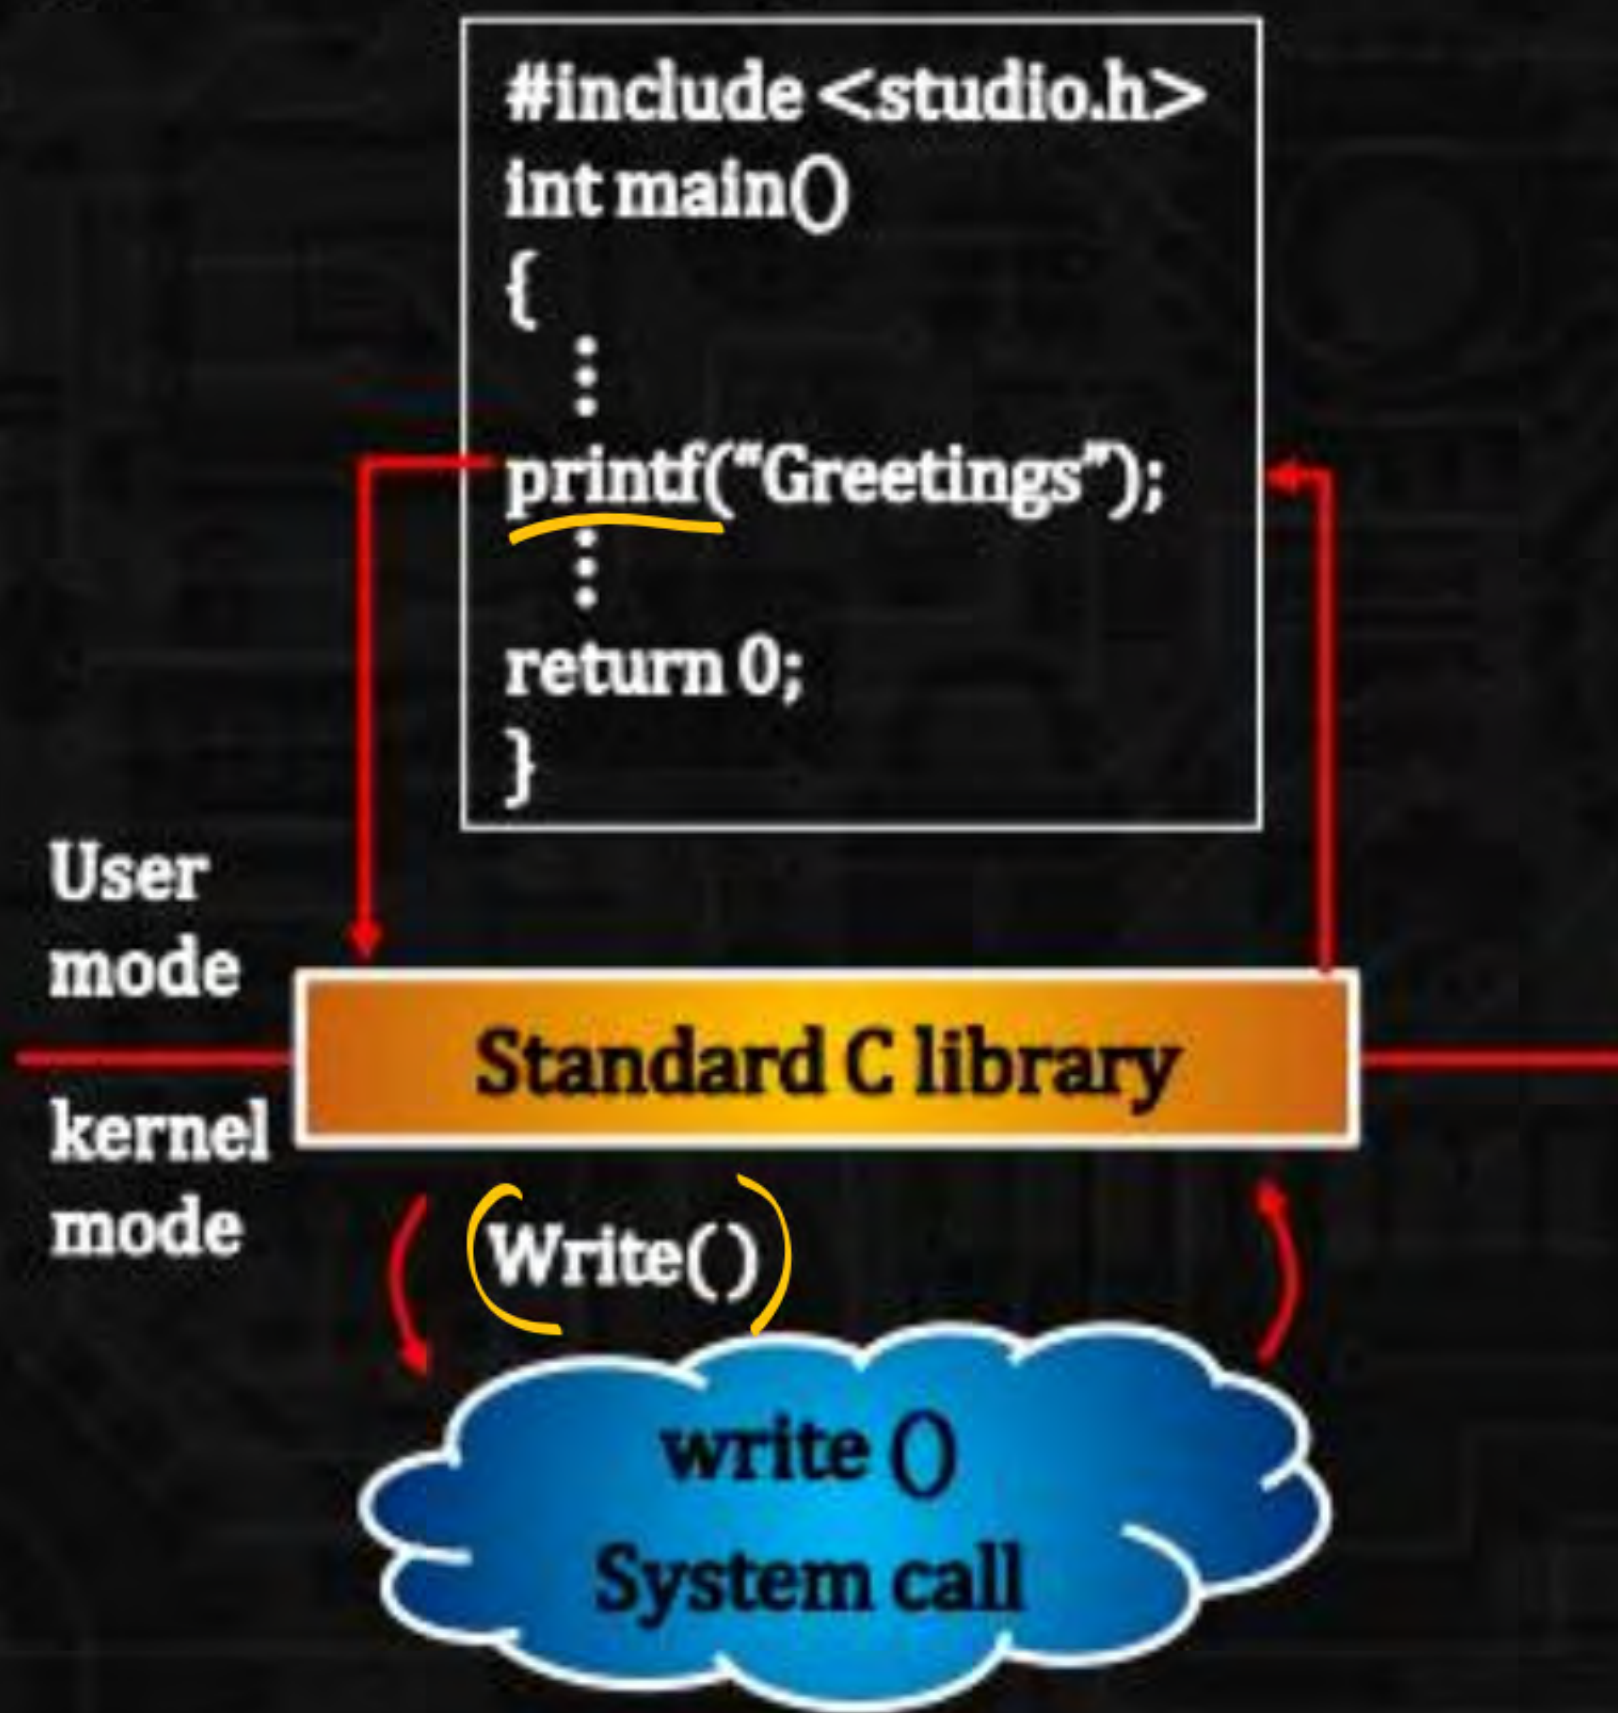 #include <studio.h>
int main()
{
printf(“Greetings”);
return 0;
}
User
mode
Standard C library
kernel
mode
Write()
write ()
System call